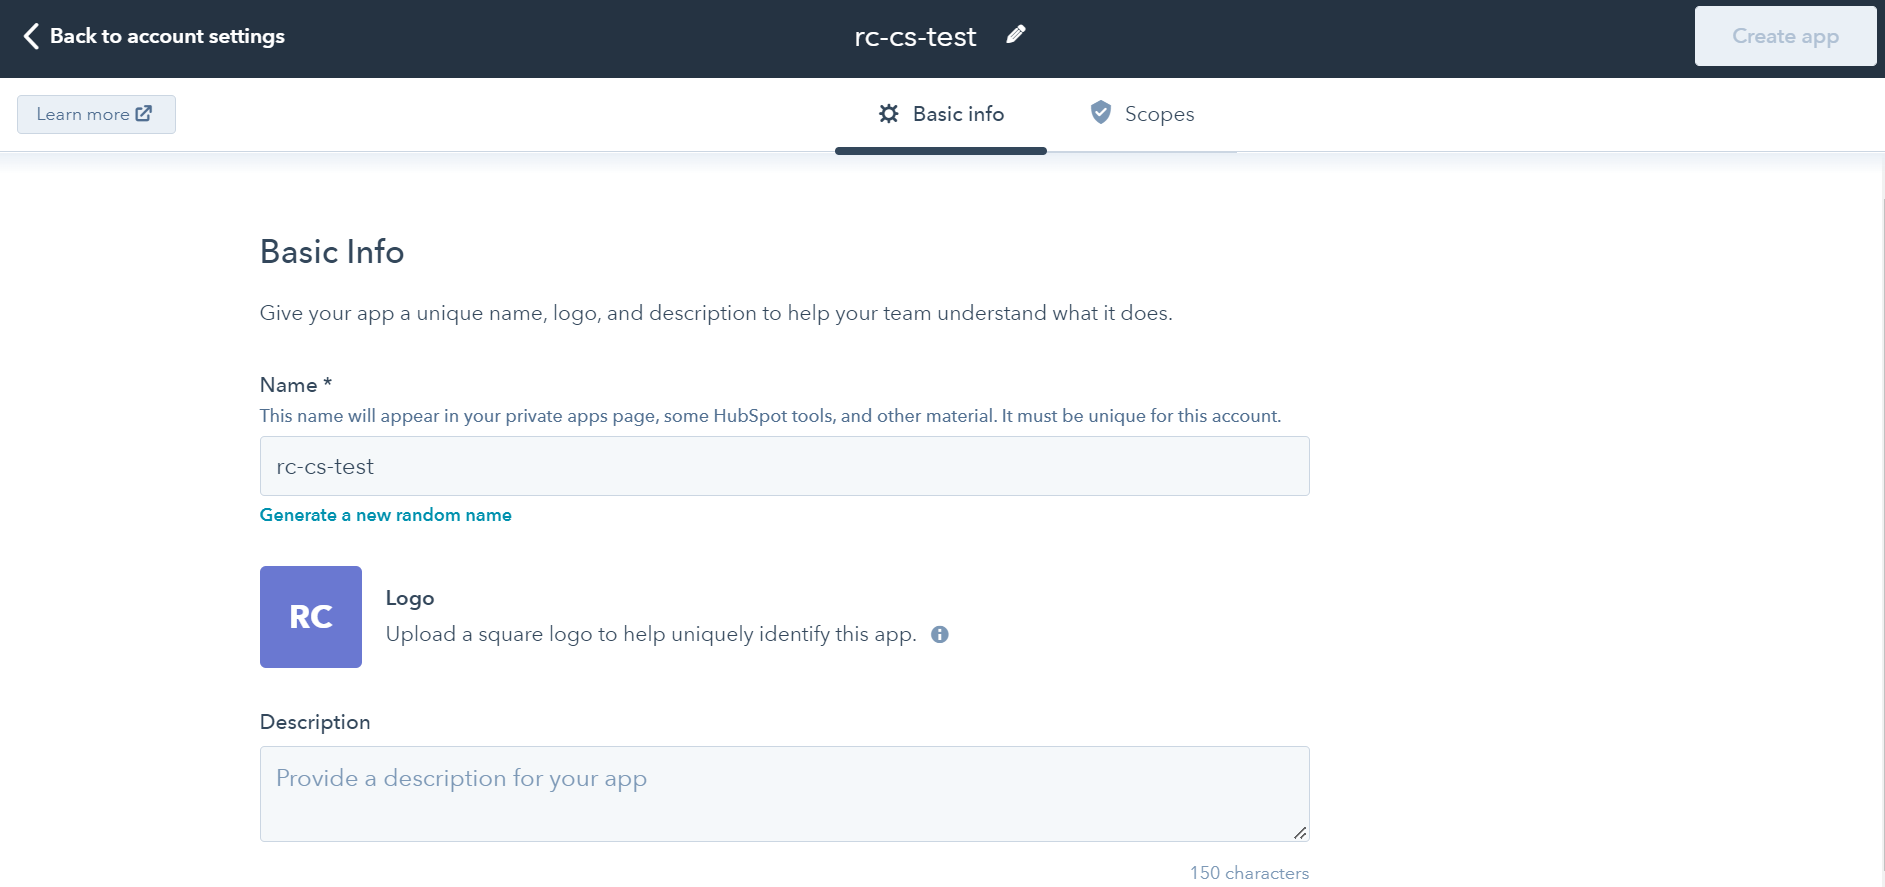 Back to account settings
rc-cs-test
Create app
Learn more
Basic info
Scopes
Basic Info
Give your app a unique name, logo, and description to help your team understand what it does.
Name *
This name will appear in your private apps page, some HubSpot tools, and other material. It must be unique for this account.
rc-cs-test
Generate a new random name
RC
Logo
Upload a square logo to help uniquely identify this app.
Description
Provide a description for your app
150 characters